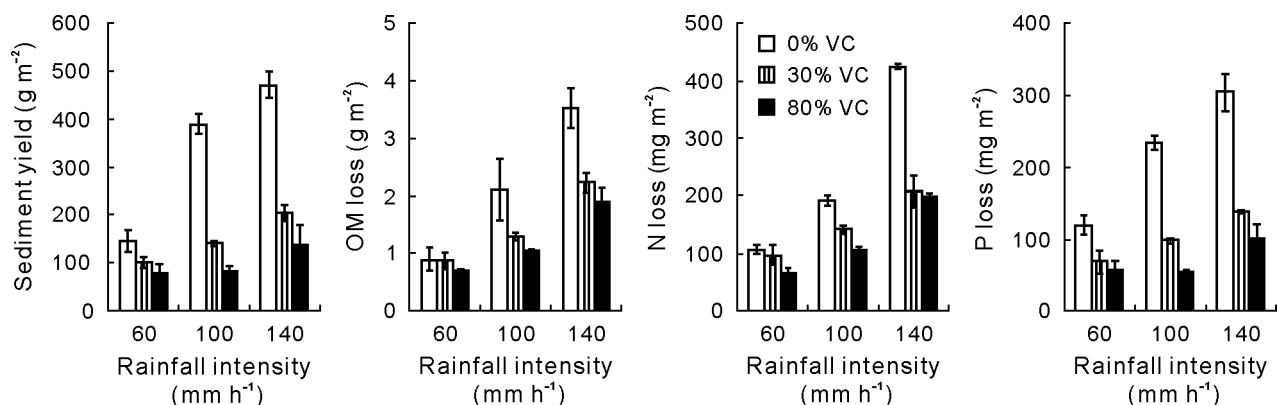 Sediment yield (g m⁻²)
600
500
400
300
200
100
0
60 100 140
Rainfall intensity
(mm h⁻¹)
OM loss (g m⁻²)
5
4
3
2
1
0
60 100 140
Rainfall intensity
(mm h⁻¹)
N loss (mg m⁻²)
500
400
300
200
100
0
0% VC
30% VC
80% VC
60 100 140
Rainfall intensity
(mm h⁻¹)
P loss (mg m⁻²)
400
300
200
100
0
60 100 140
Rainfall intensity
(mm h⁻¹)